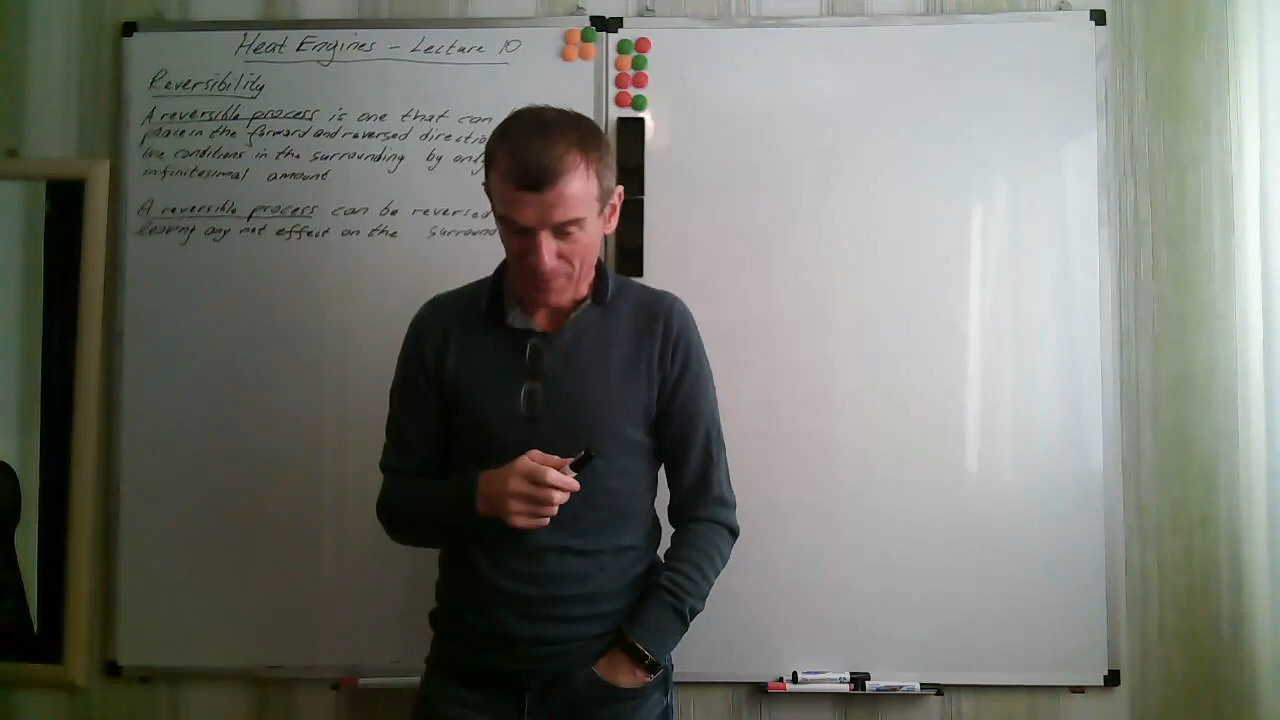 Heat Engines - Lecture 10
Reversibility
A reversible process is one that can
place in the forward and reversed directio
the conditions in the surrounding by only
infinitesimal amount
A reversible process can be reversed
leaving any net effect on the surround